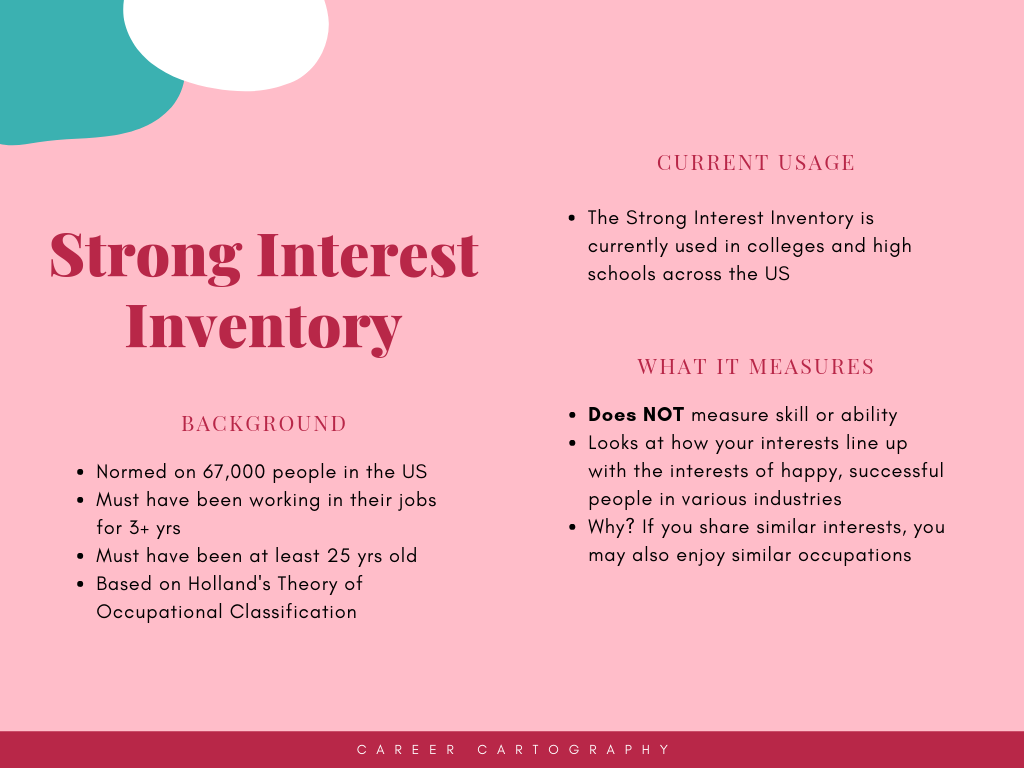 Strong Interest
Inventory
BACKGROUND
• Normed on 67,000 people in the US
• Must have been working in their jobs
for 3+ yrs
• Must have been at least 25 yrs old
• Based on Holland's Theory of
Occupational Classification
CURRENT USAGE
• The Strong Interest Inventory is
currently used in colleges and high
schools across the US
WHAT IT MEASURES
• Does NOT measure skill or ability
• Looks at how your interests line up
with the interests of happy, successful
people in various industries
• Why? If you share similar interests, you
may also enjoy similar occupations
CAREER CARTOGRAPHY